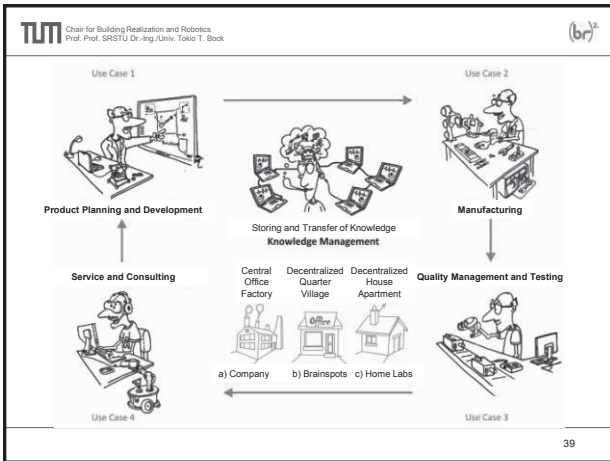 TUM
Chair for Building Realization and Robotics
Prof. Prof. SRSTU Dr.-Ing./Univ. Tokio T. Bock
(br)²
Use Case 1
Use Case 2
Product Planning and Development
Storing and Transfer of Knowledge
Knowledge Management
Manufacturing
Service and Consulting
Central
Office
Factory
Decentralized
Quarter
Village
Decentralized
House
Apartment
Quality Management and Testing
Office
a) Company
b) Brainspots
c) Home Labs
Use Case 4
Use Case 3
39